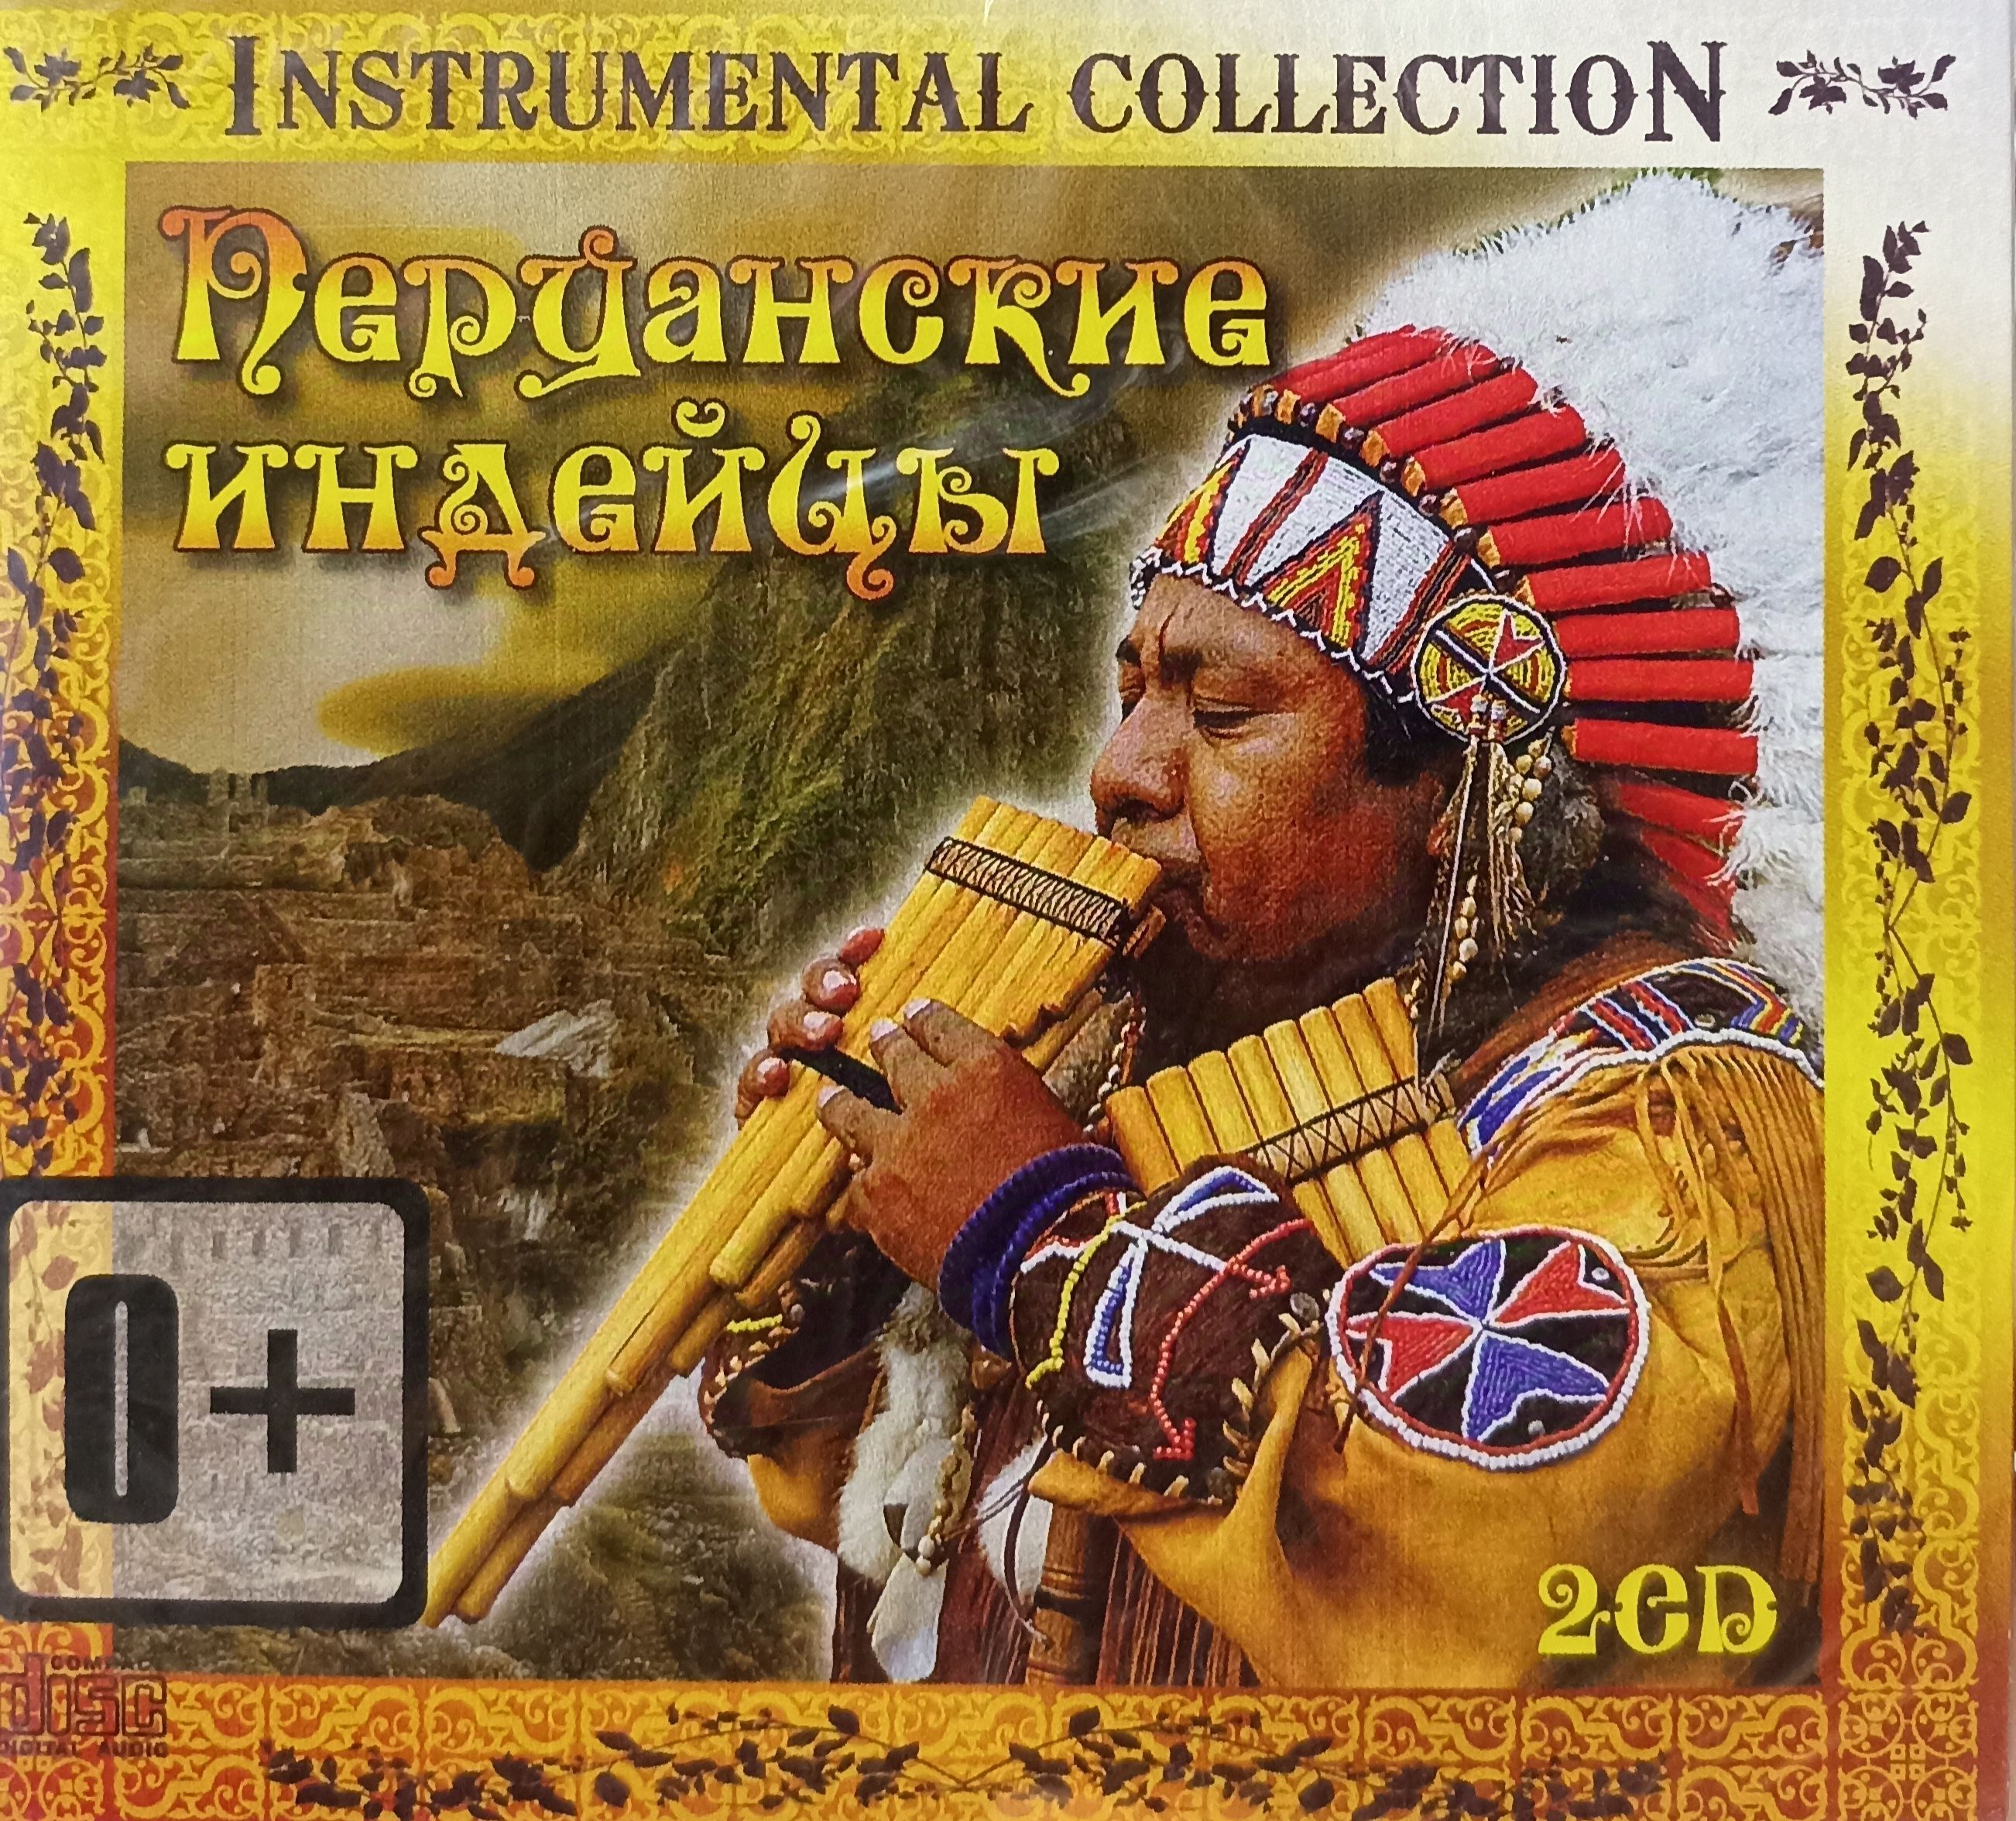 INSTRUMENTAL COLLECTION
Перуанские
индейцы
0+
2CD
COMPACT
disc
DIGITAL AUDIO